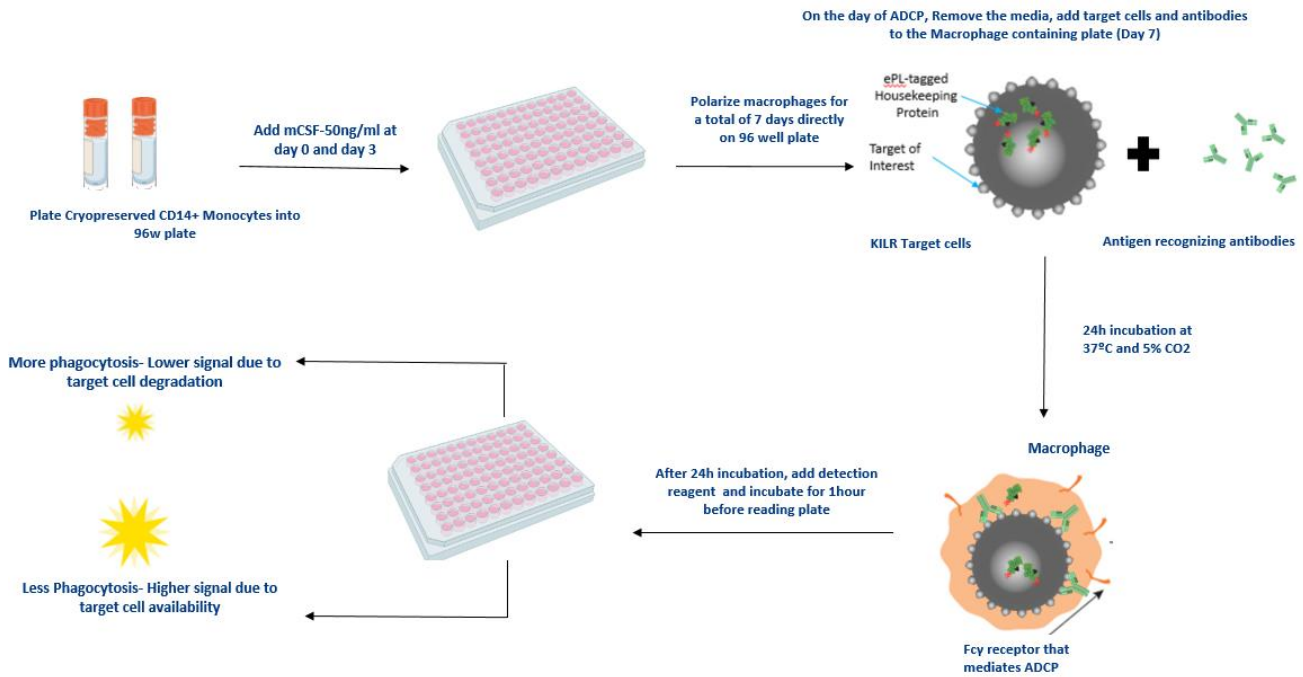 On the day of ADCP, Remove the media, add target cells and antibodies
to the Macrophage containing plate (Day 7)
Add mCSF-50ng/ml at
day 0 and day 3
Plate Cryopreserved CD14+ Monocytes into
96w plate
Polarize macrophages for
a total of 7 days directly
on 96 well plate
ePL-tagged
Housekeeping
Protein
Target of
Interest
KILR Target cells
Antigen recognizing antibodies
24h incubation at
37ºC and 5% CO2
Macrophage
Fcy receptor that
mediates ADCP
After 24h incubation, add detection
reagent and incubate for 1hour
before reading plate
More phagocytosis- Lower signal due to
target cell degradation
Less Phagocytosis- Higher signal due to
target cell availability